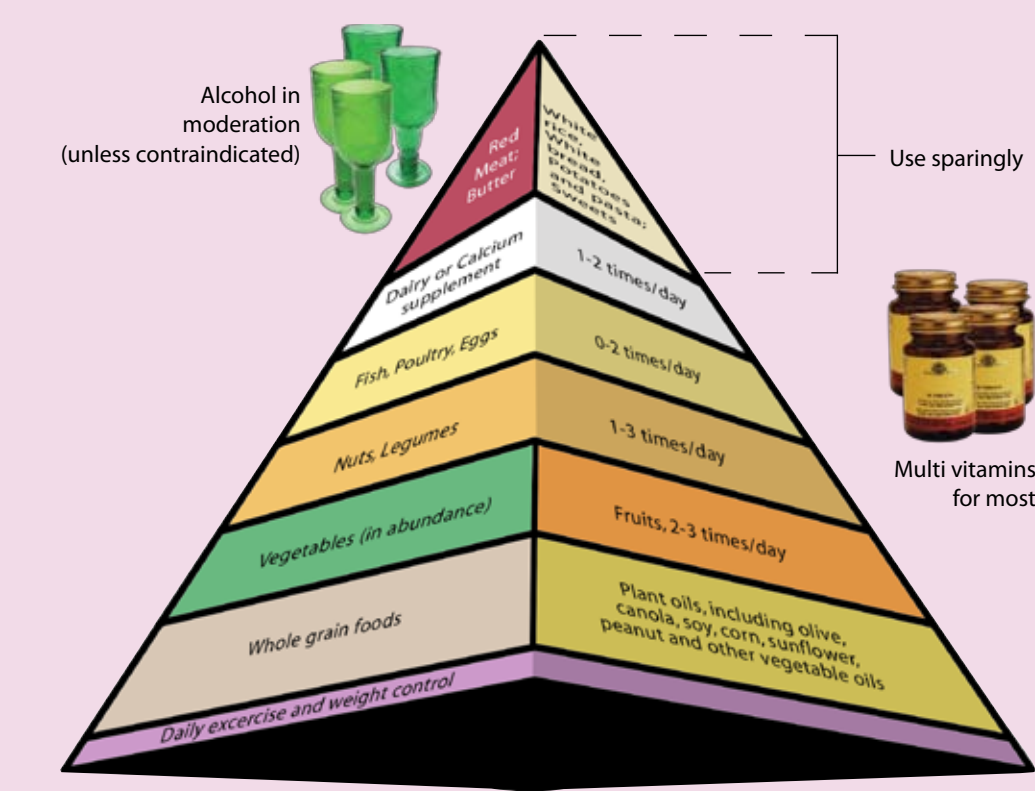 Alcohol in
moderation
(unless contraindicated)
Red
Meat;
Butter
White
rice,
White
bread,
potatoes
and pasta;
Sweets
Use sparingly
Dairy or Calcium
supplement
1-2 times/day
Fish, Poultry, Eggs
0-2 times/day
Nuts, Legumes
1-3 times/day
Multi vitamins
for most
Vegetables (in abundance)
Fruits, 2-3 times/day
Whole grain foods
Plant oils, including olive,
canola, soy, corn, sunflower,
peanut and other vegetable oils
Daily excercise and weight control